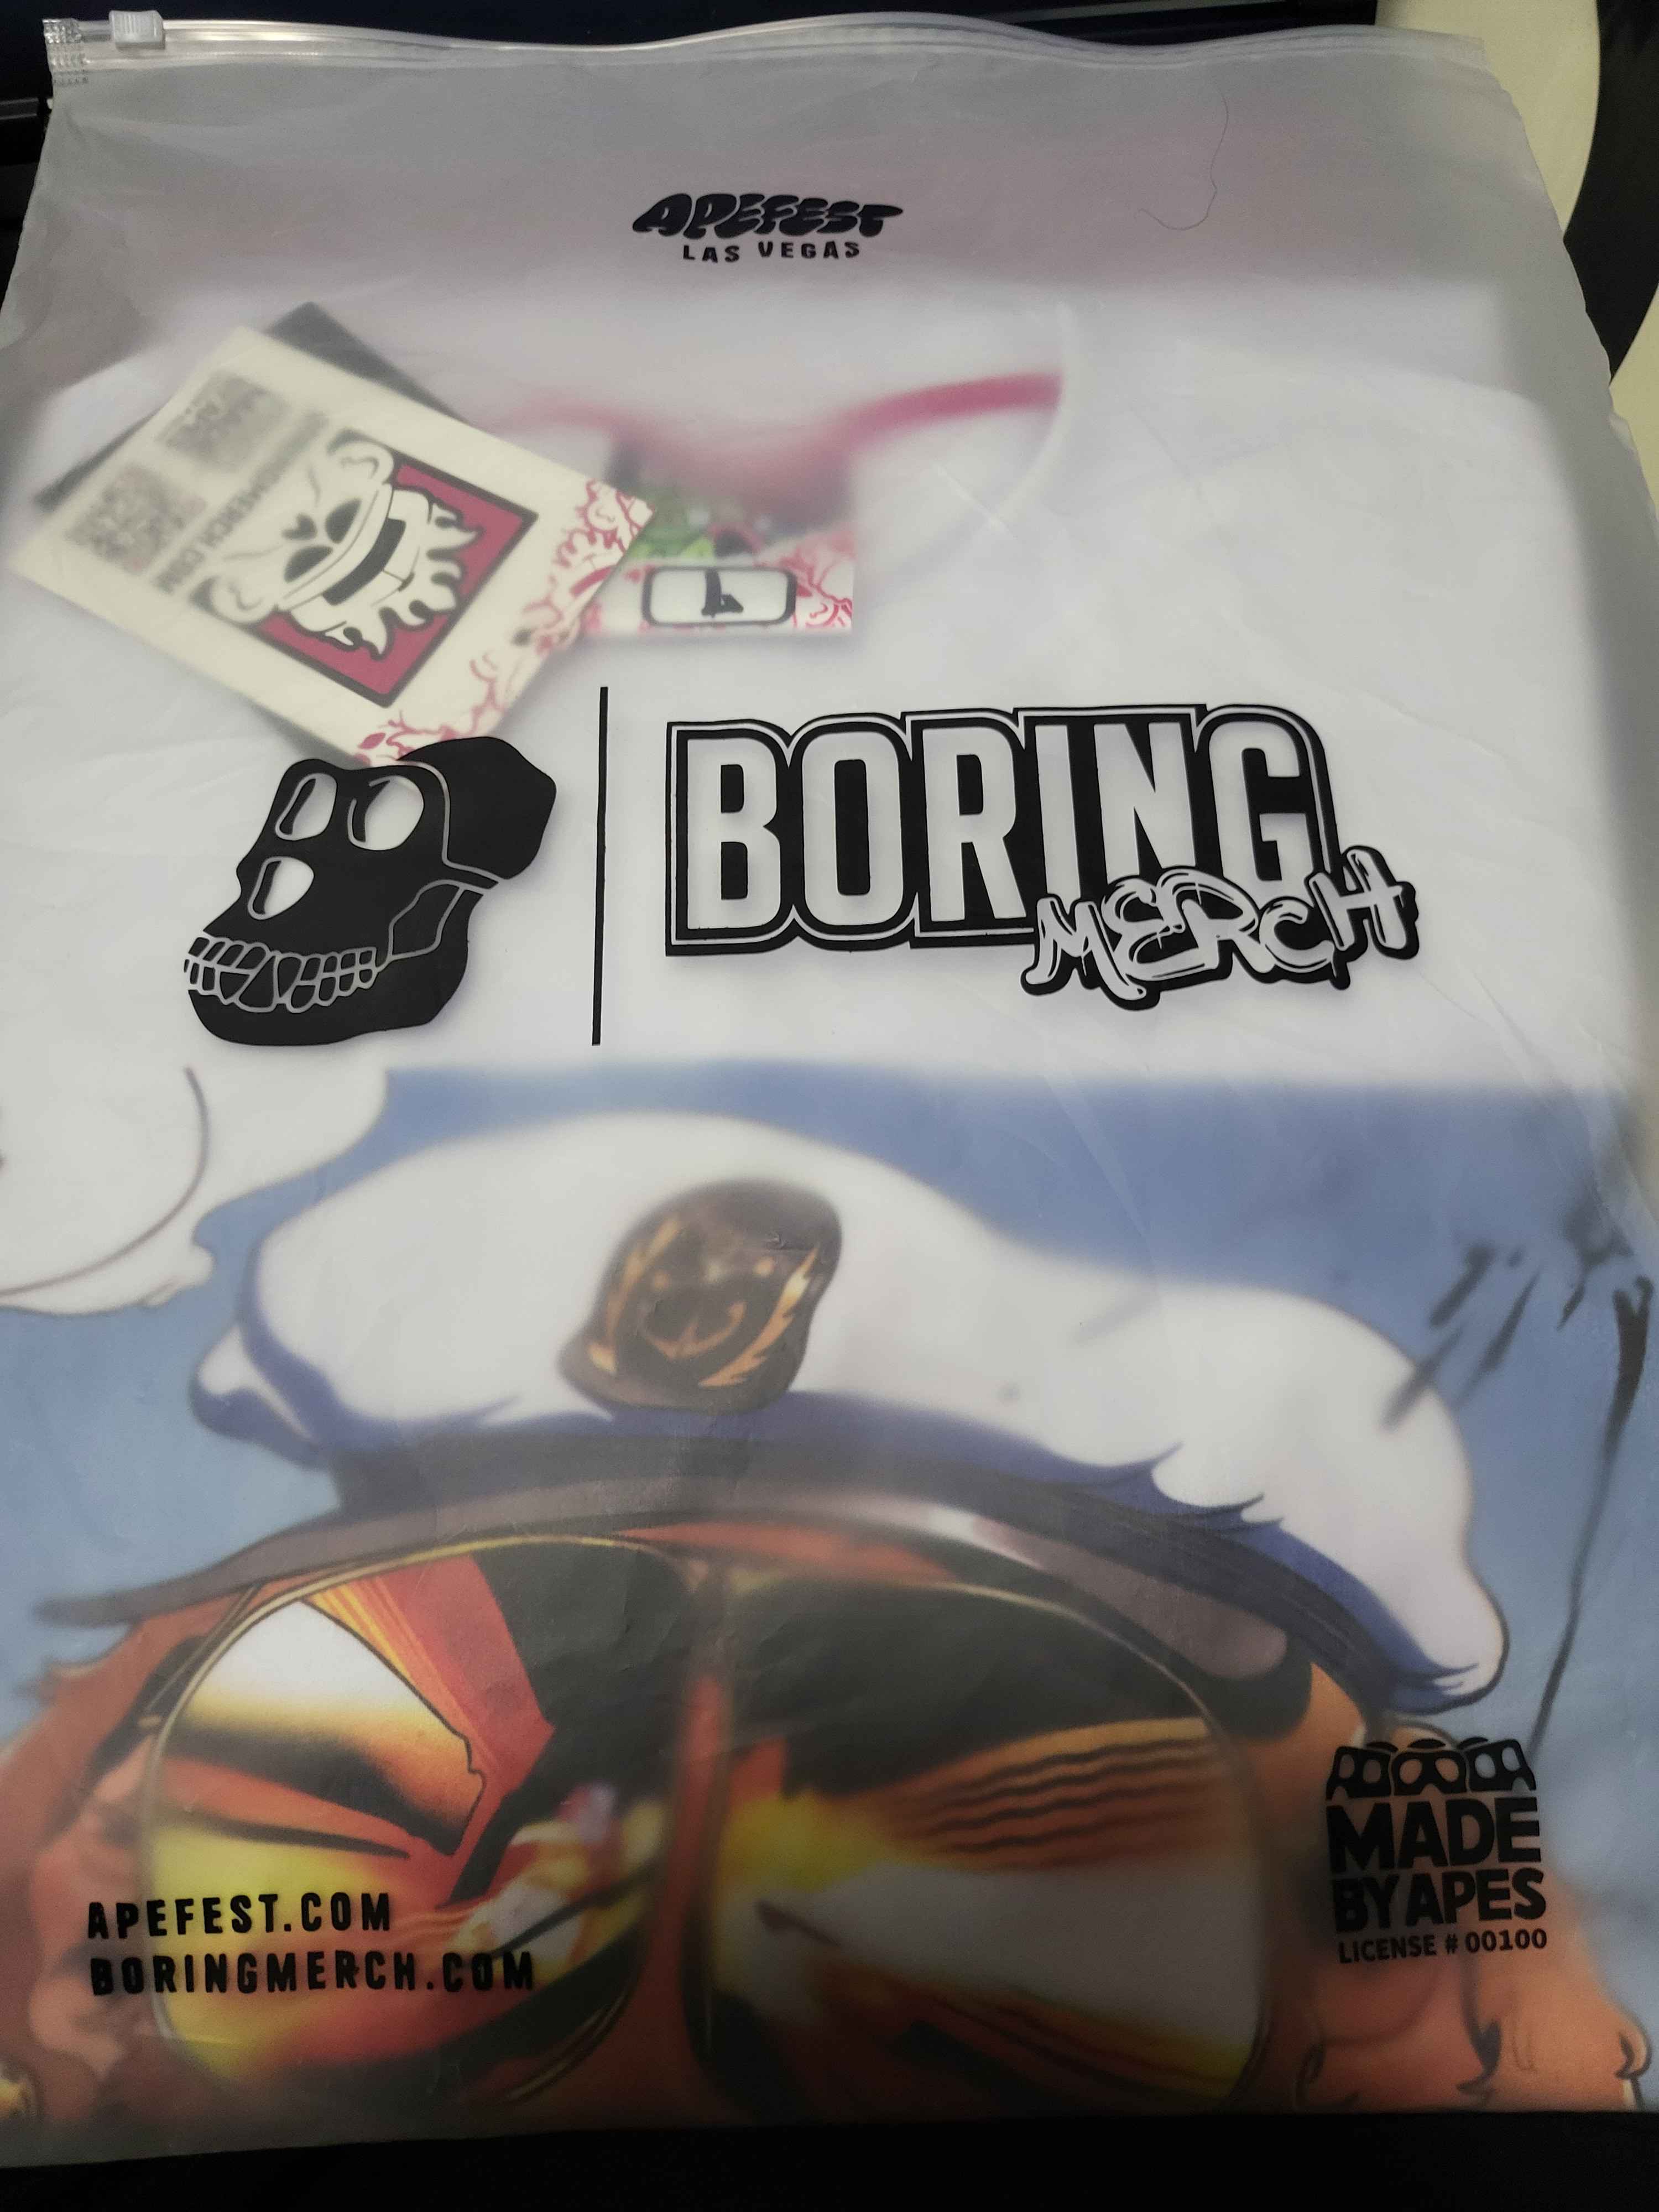 APEFEST
LAS VEGAS
L
BORING
MERCH
APEFEST.COM
BORINGMERCH.COM
MADE
BY APES
LICENSE # 00100